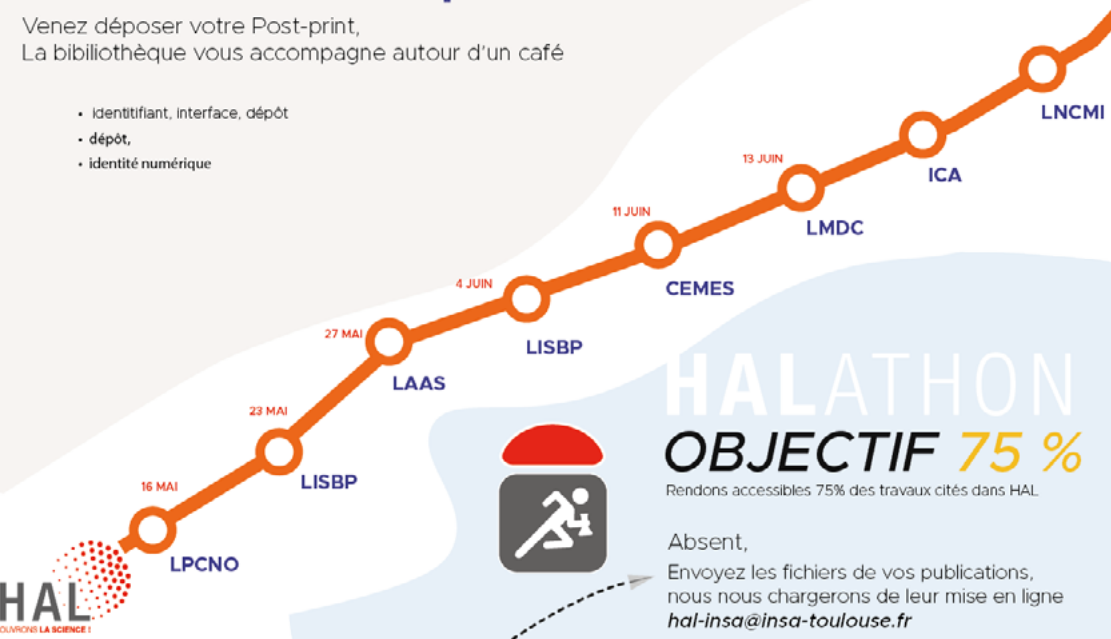 Venez déposer votre Post-print,
La bibiliothèque vous accompagne autour d'un café
• identitifiant, interface, dépôt
• dépôt,
• identité numérique
LNCMI
ICA
13 JUIN
LMDC
11 JUIN
CEMES
4 JUIN
LISBP
27 MAI
LAAS
23 MAI
LISBP
16 MAI
LPCNO
HAL
OUVRONS LA SCIENCE !
HALATHON
OBJECTIF 75 %
Rendons accessibles 75% des travaux cités dans HAL
Absent,
Envoyez les fichiers de vos publications,
nous nous chargerons de leur mise en ligne
hal-insa@insa-toulouse.fr